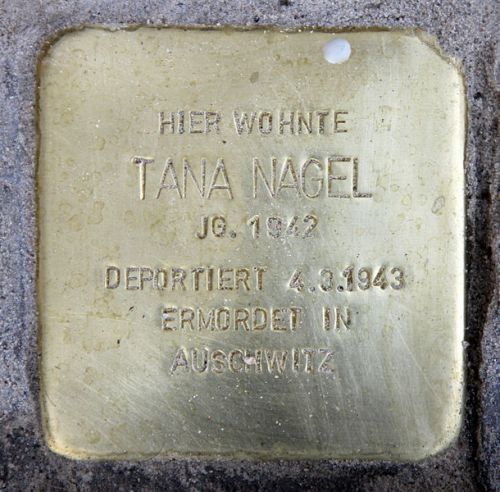 HIER WOHNTE
TANA NAGEL
JG. 1942
DEPORTIERT 4.3.1943
ERMORDET IN
AUSCHWITZ